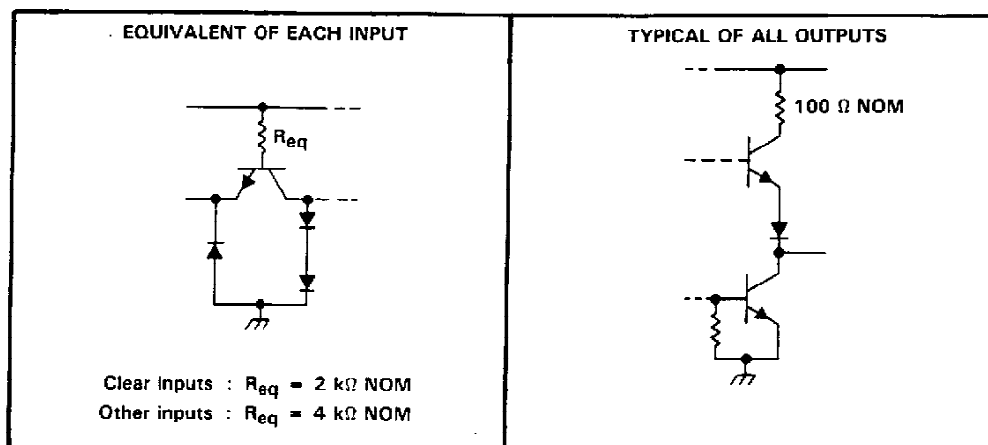 EQUIVALENT OF EACH INPUT
Req
Clear Inputs : Req = 2 kΩ NOM
Other inputs : Req = 4 kΩ NOM
TYPICAL OF ALL OUTPUTS
100 Ω NOM